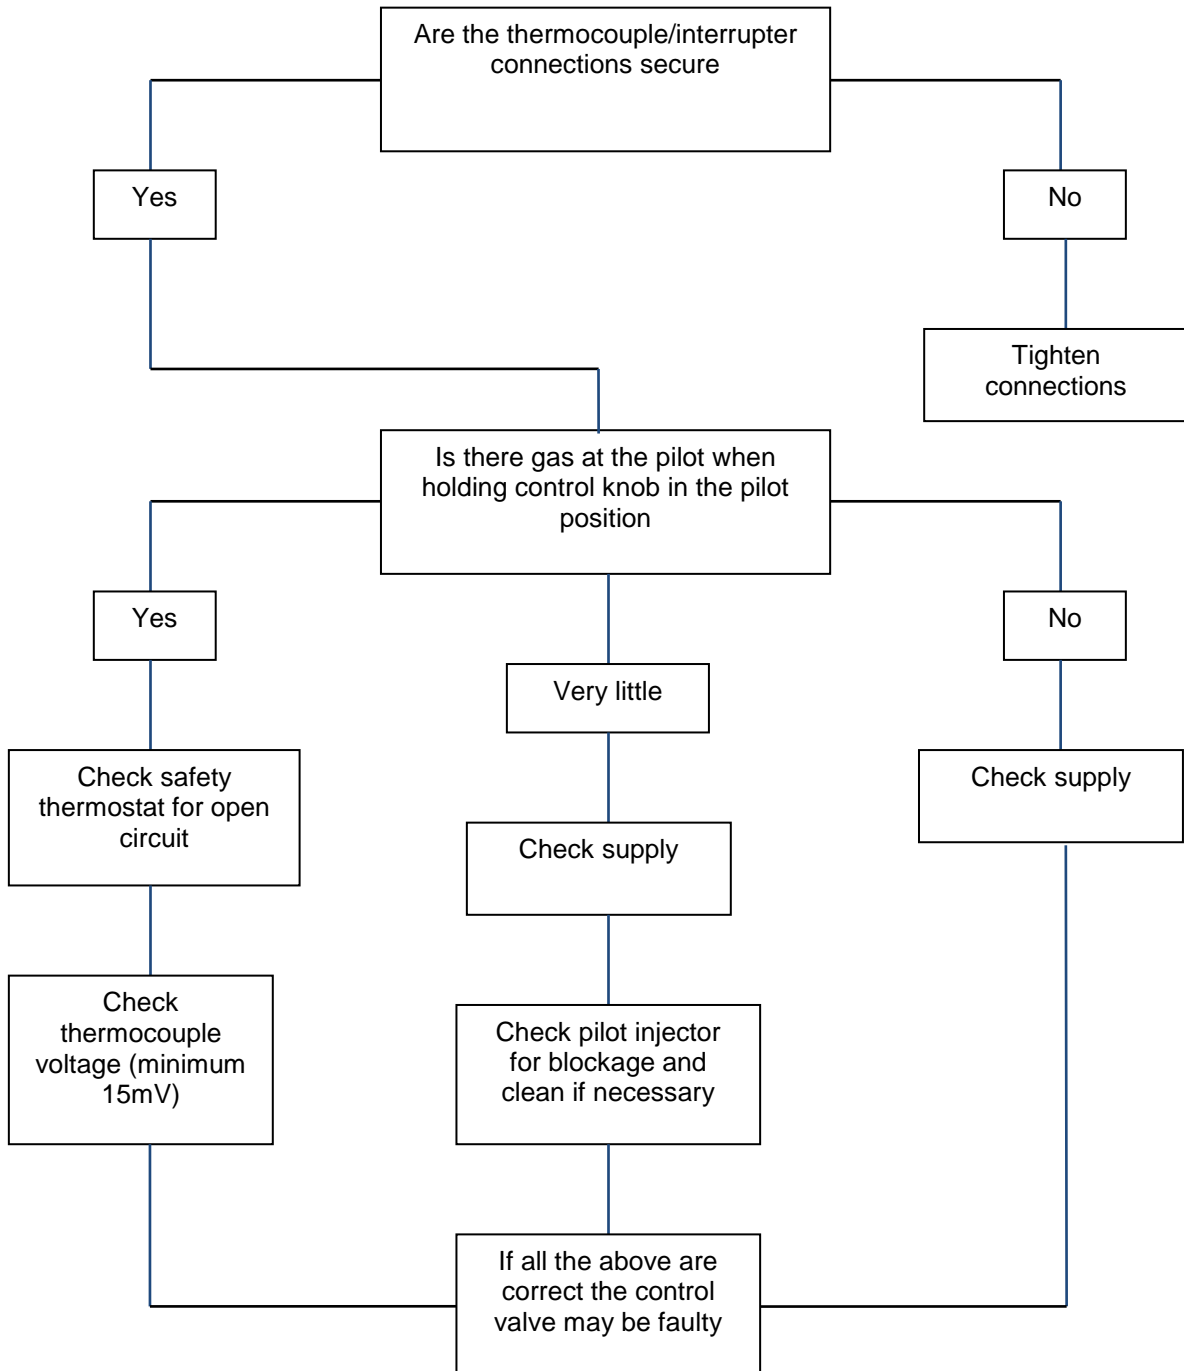 Are the thermocouple/interrupter
connections secure
Yes
No
Tighten
connections
Is there gas at the pilot when
holding control knob in the pilot
position
Yes
No
Very little
Check safety
thermostat for open
circuit
Check supply
Check supply
Check
thermocouple
voltage (minimum
15mV)
Check pilot injector
for blockage and
clean if necessary
If all the above are
correct the control
valve may be faulty